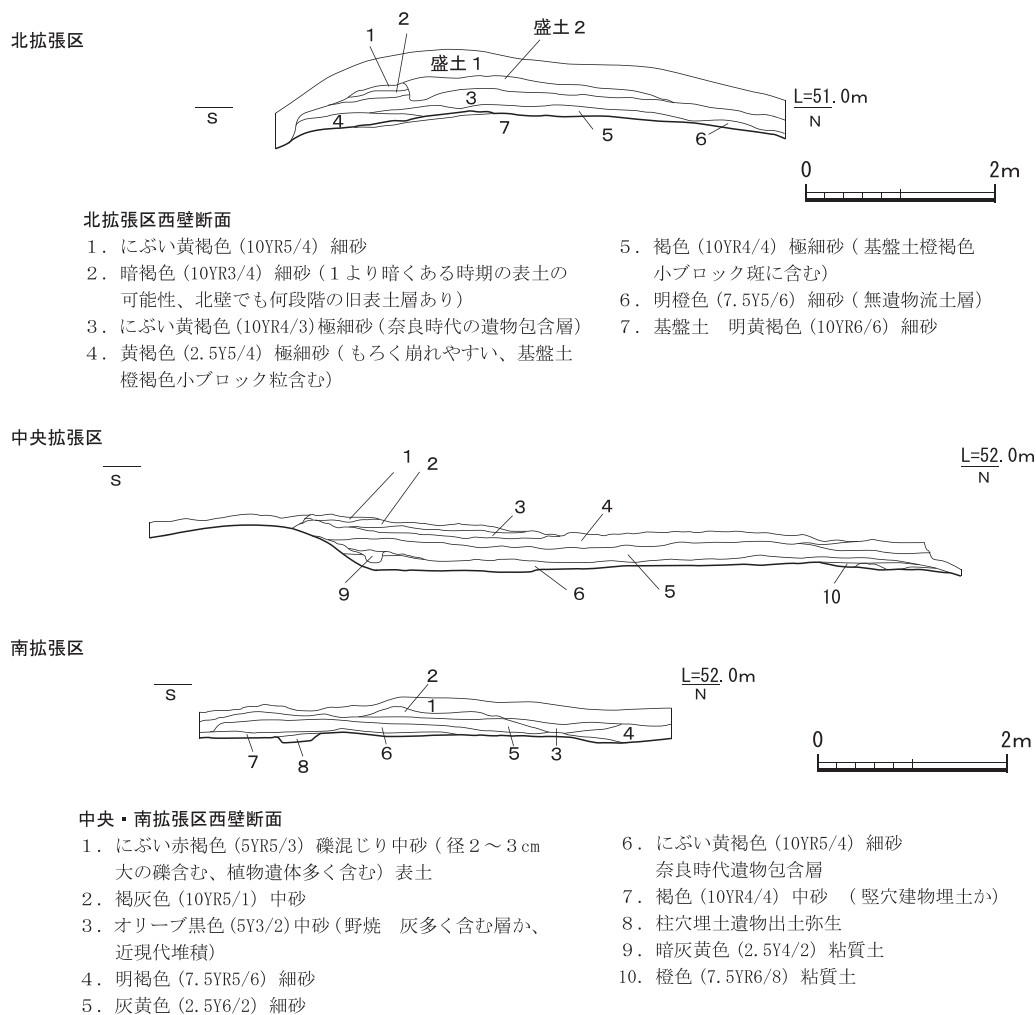 北拡張区
1
2
盛土2
盛土1
3
S
L=51.0m
N
4
7
5
6
0
2m
北拡張区西壁断面
１．にぶい黄褐色 (10YR5/4) 細砂
２．暗褐色 (10YR3/4) 細砂（１より暗くある時期の表土の
可能性、北壁でも何段階の旧表土層あり）
３．にぶい黄褐色 (10YR4/3) 極細砂（奈良時代の遺物包含層）
４．黄褐色 (2.5Y5/4) 極細砂（もろく崩れやすい、基盤土
橙褐色小ブロック粒含む）
５．褐色 (10YR4/4) 極細砂（基盤土橙褐色
小ブロック斑に含む）
６．明橙色 (7.5Y5/6) 細砂（無遺物流土層）
７．基盤土　明黄褐色 (10YR6/6) 細砂
中央拡張区
S
1
2
L=52.0m
N
3
4
9
6
5
10
南拡張区
S
2
L=52.0m
N
1
7
8
6
5
3
4
0
2m
中央・南拡張区西壁断面
１．にぶい赤褐色 (5YR5/3) 礫混じり中砂（径２～３cm
大の礫含む、植物遺体多く含む）表土
２．褐灰色 (10YR5/1) 中砂
３．オリーブ黒色 (5Y3/2) 中砂（野焼　灰多く含む層か、
近現代堆積）
４．明褐色 (7.5YR5/6) 細砂
５．灰黄色 (2.5Y6/2) 細砂
６．にぶい黄褐色 (10YR5/4) 細砂
奈良時代遺物包含層
７．褐色 (10YR4/4) 中砂　（竪穴建物埋土か）
８．柱穴埋土遺物出土弥生
９．暗灰黄色 (2.5Y4/2) 粘質土
10．橙色 (7.5YR6/8) 粘質土